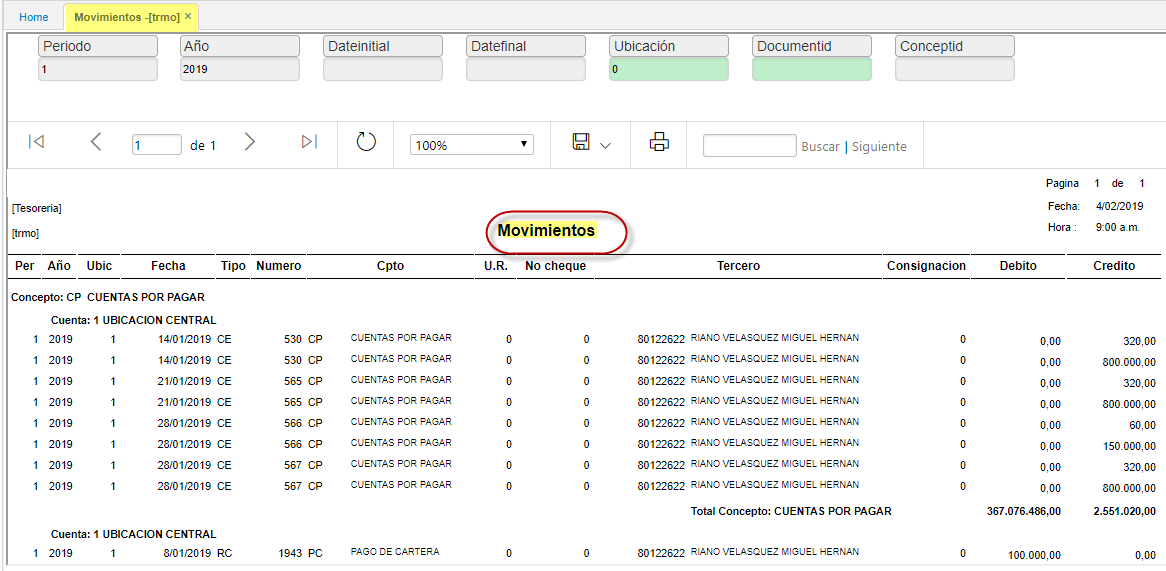 Home Movimientos -[trmo] ×
Periodo Año Dateinitial Datefinal Ubicación Documentid Conceptid
1 2019 0
1 de 1 100% Buscar | Siguiente
Pagina 1 de 1
[Tesoreria] Fecha: 4/02/2019
[trmo] Movimientos Hora : 9:00 a.m.
Per Año Ubic Fecha Tipo Numero Cpto U.R. No cheque Tercero Consignacion Debito Credito
Concepto: CP CUENTAS POR PAGAR
Cuenta: 1 UBICACION CENTRAL
1 2019 1 14/01/2019 CE 530 CP CUENTAS POR PAGAR 0 0 80122622 RIANO VELASQUEZ MIGUEL HERNAN 0 0,00 320,00
1 2019 1 14/01/2019 CE 530 CP CUENTAS POR PAGAR 0 0 80122622 RIANO VELASQUEZ MIGUEL HERNAN 0 0,00 800.000,00
1 2019 1 21/01/2019 CE 565 CP CUENTAS POR PAGAR 0 0 80122622 RIANO VELASQUEZ MIGUEL HERNAN 0 0,00 320,00
1 2019 1 21/01/2019 CE 565 CP CUENTAS POR PAGAR 0 0 80122622 RIANO VELASQUEZ MIGUEL HERNAN 0 0,00 800.000,00
1 2019 1 28/01/2019 CE 566 CP CUENTAS POR PAGAR 0 0 80122622 RIANO VELASQUEZ MIGUEL HERNAN 0 0,00 60,00
1 2019 1 28/01/2019 CE 566 CP CUENTAS POR PAGAR 0 0 80122622 RIANO VELASQUEZ MIGUEL HERNAN 0 0,00 150.000,00
1 2019 1 28/01/2019 CE 567 CP CUENTAS POR PAGAR 0 0 80122622 RIANO VELASQUEZ MIGUEL HERNAN 0 0,00 320,00
1 2019 1 28/01/2019 CE 567 CP CUENTAS POR PAGAR 0 0 80122622 RIANO VELASQUEZ MIGUEL HERNAN 0 0,00 800.000,00
Total Concepto: CUENTAS POR PAGAR 367.076.486,00 2.551.020,00
Cuenta: 1 UBICACION CENTRAL
1 2019 1 8/01/2019 RC 1943 PC PAGO DE CARTERA 0 0 80122622 RIANO VELASQUEZ MIGUEL HERNAN 0 100.000,00 0,00